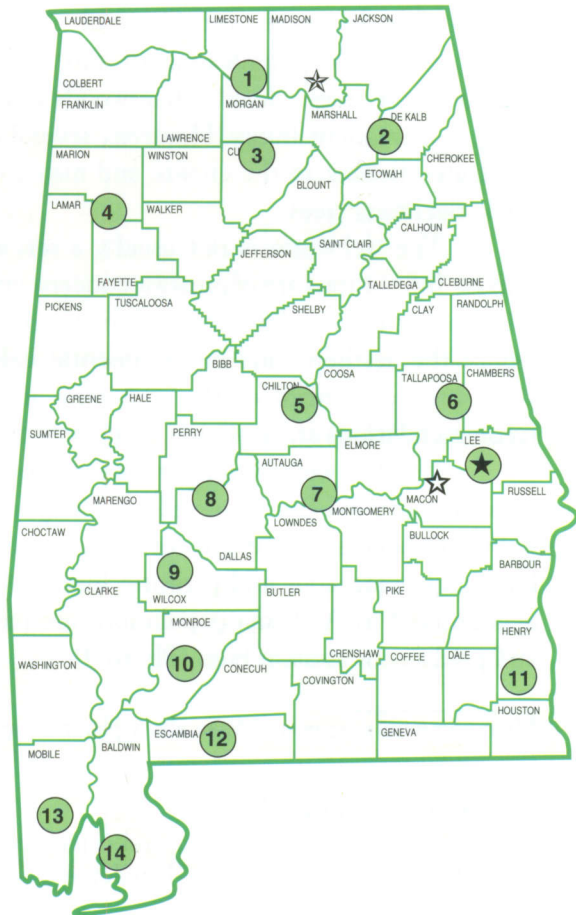 LAUDERDALE
LIMESTONE
MADISON
JACKSON
COLBERT
1
FRANKLIN
MORGAN
MARSHALL
DE KALB
2
LAWRENCE
3
MARION
WINSTON
CHEROKEE
ETOWAH
BLOUNT
LAMAR
4
WALKER
CALHOUN
SAINT CLAIR
JEFFERSON
FAYETTE
TALLEDEGA
CLEBURNE
PICKENS
TUSCALOOSA
SHELBY
CLAY
RANDOLPH
BIBB
COOSA
TALLAPOOSA
CHAMBERS
CHILTON
5
6
GREENE
HALE
SUMTER
PERRY
ELMORE
LEE
AUTAUGA
MARENGO
8
7
MACON
RUSSELL
MONTGOMERY
LOWNDES
CHOCTAW
DALLAS
BULLOCK
BARBOUR
9
CLARKE
WILCOX
BUTLER
PIKE
MONROE
HENRY
WASHINGTON
10
CONECUH
CRENSHAW
COFFEE
DALE
11
COVINGTON
HOUSTON
ESCAMBIA
12
GENEVA
MOBILE
BALDWIN
13
14